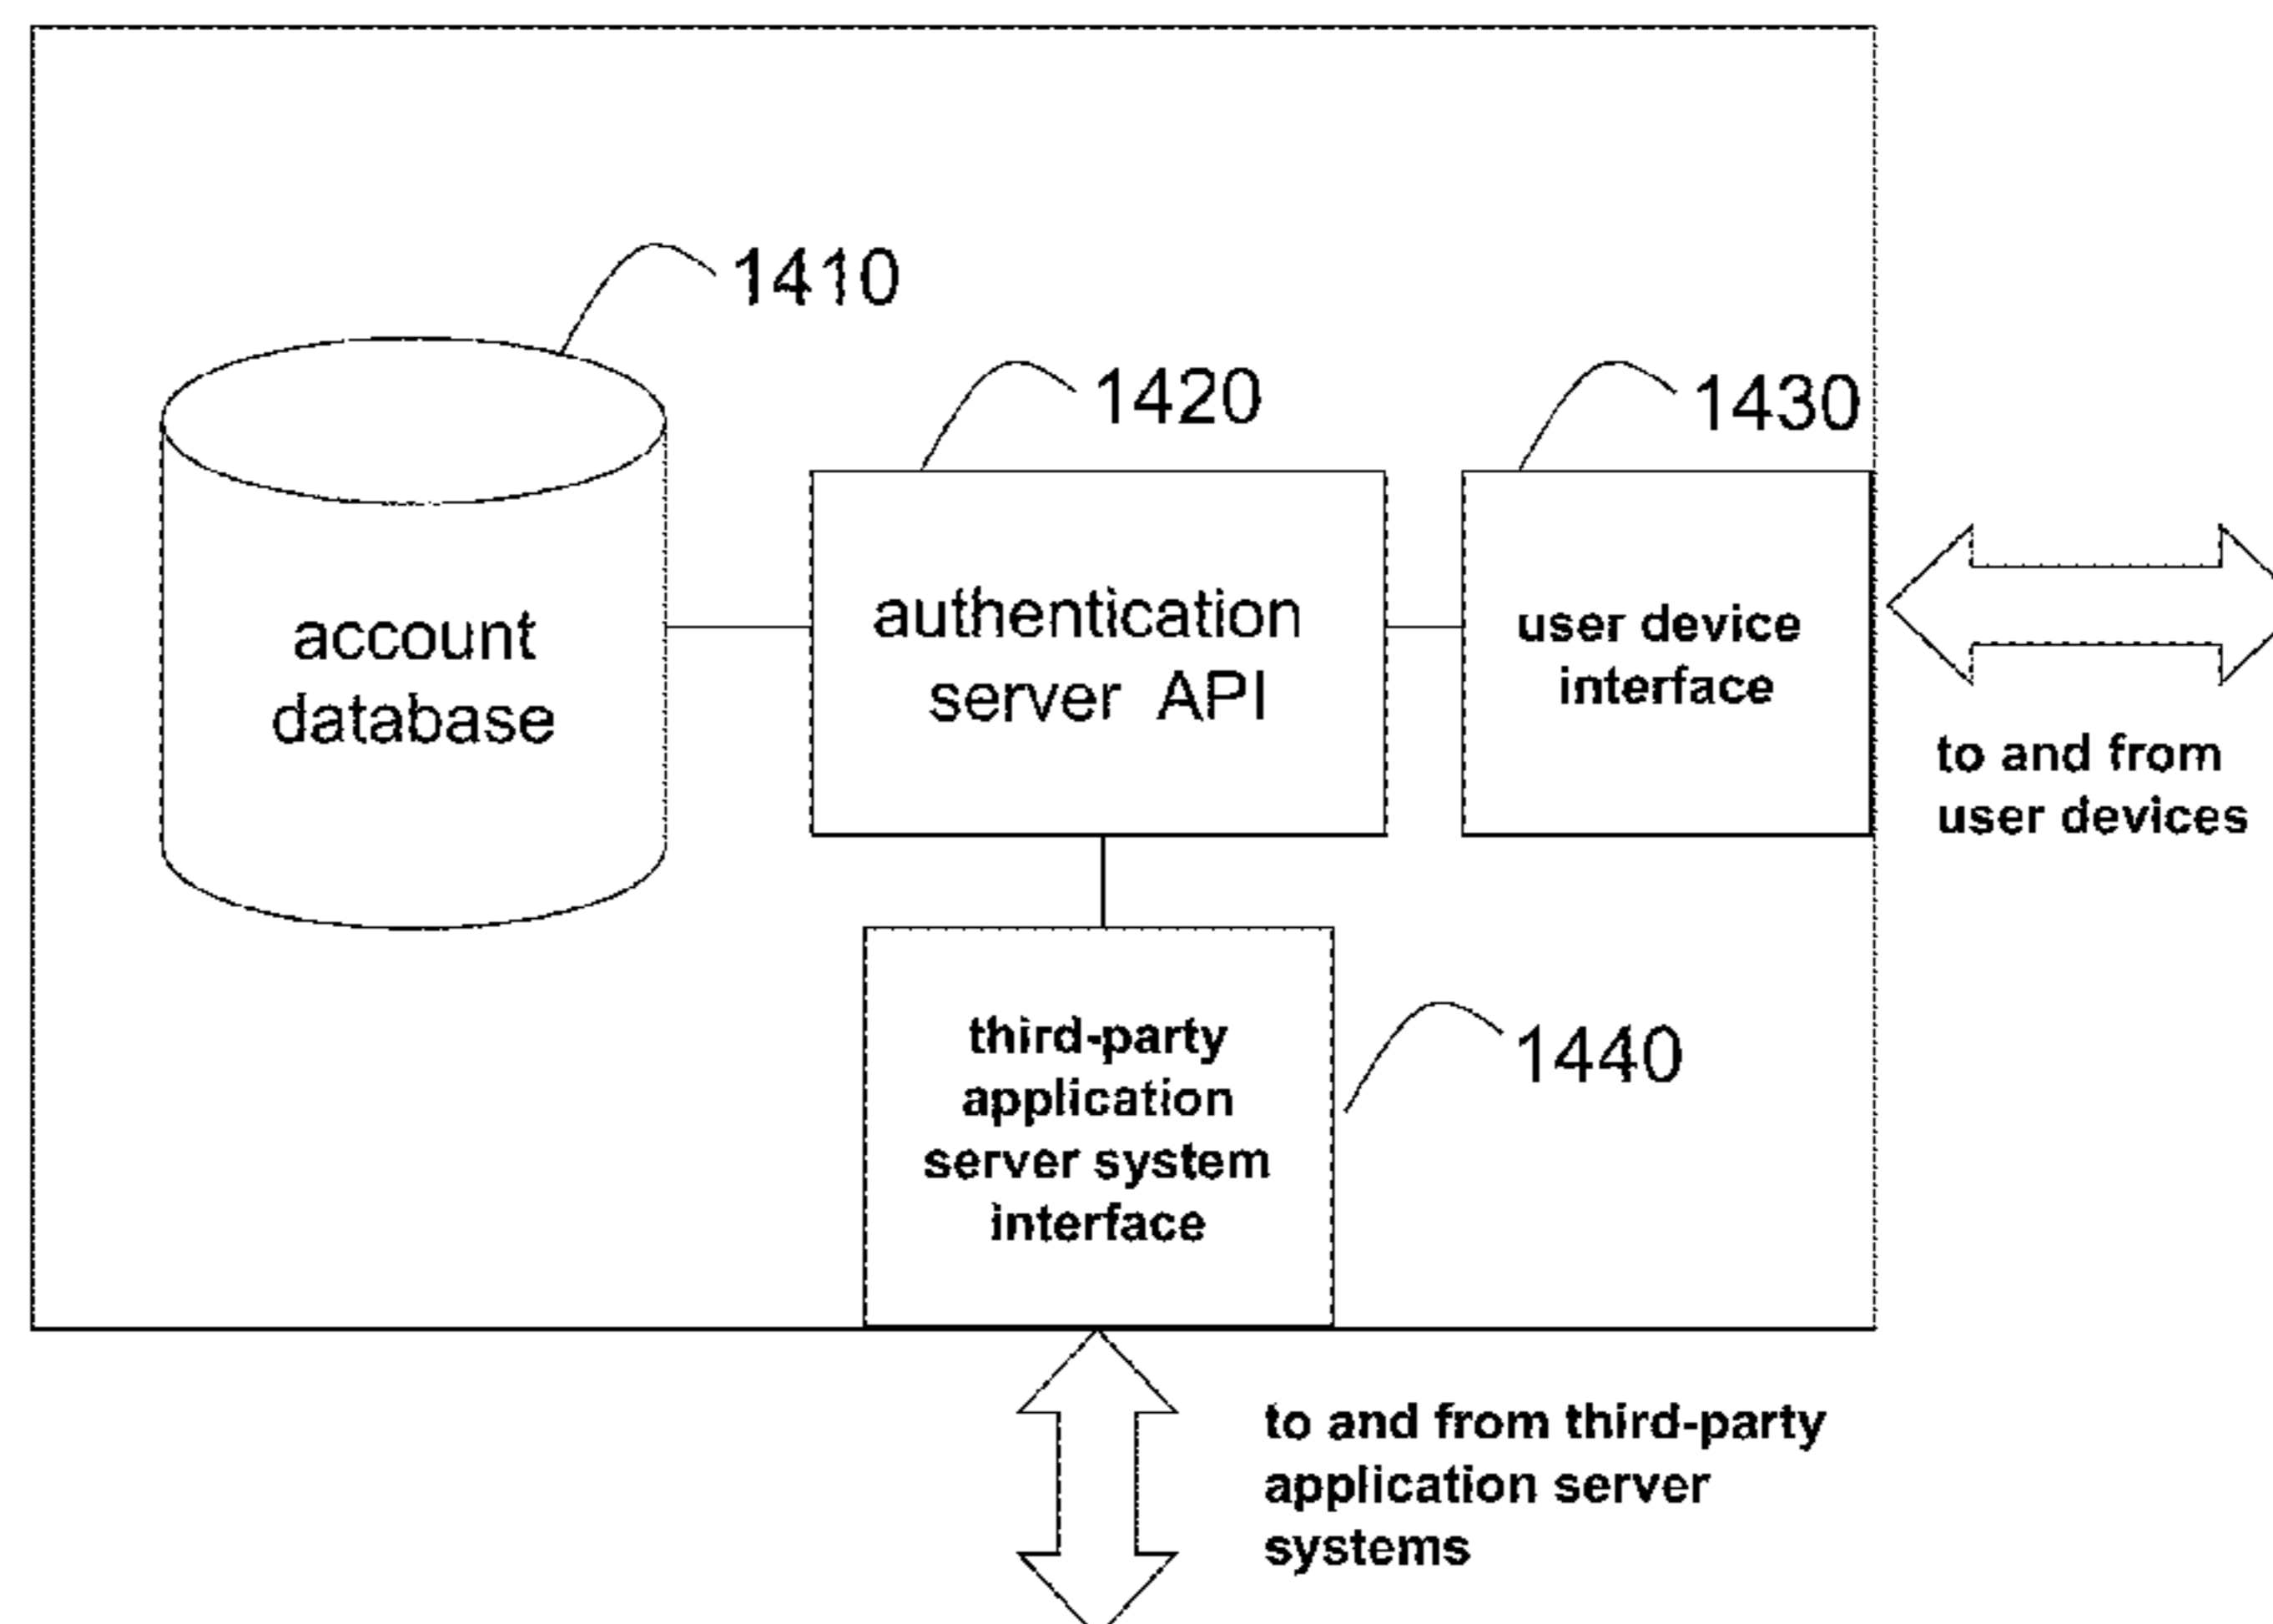 1410
1420
1430
account
database
authentication
server API
user device
interface
to and from
user devices
third-party
application
server system
interface
1440
to and from third-party
application server
systems